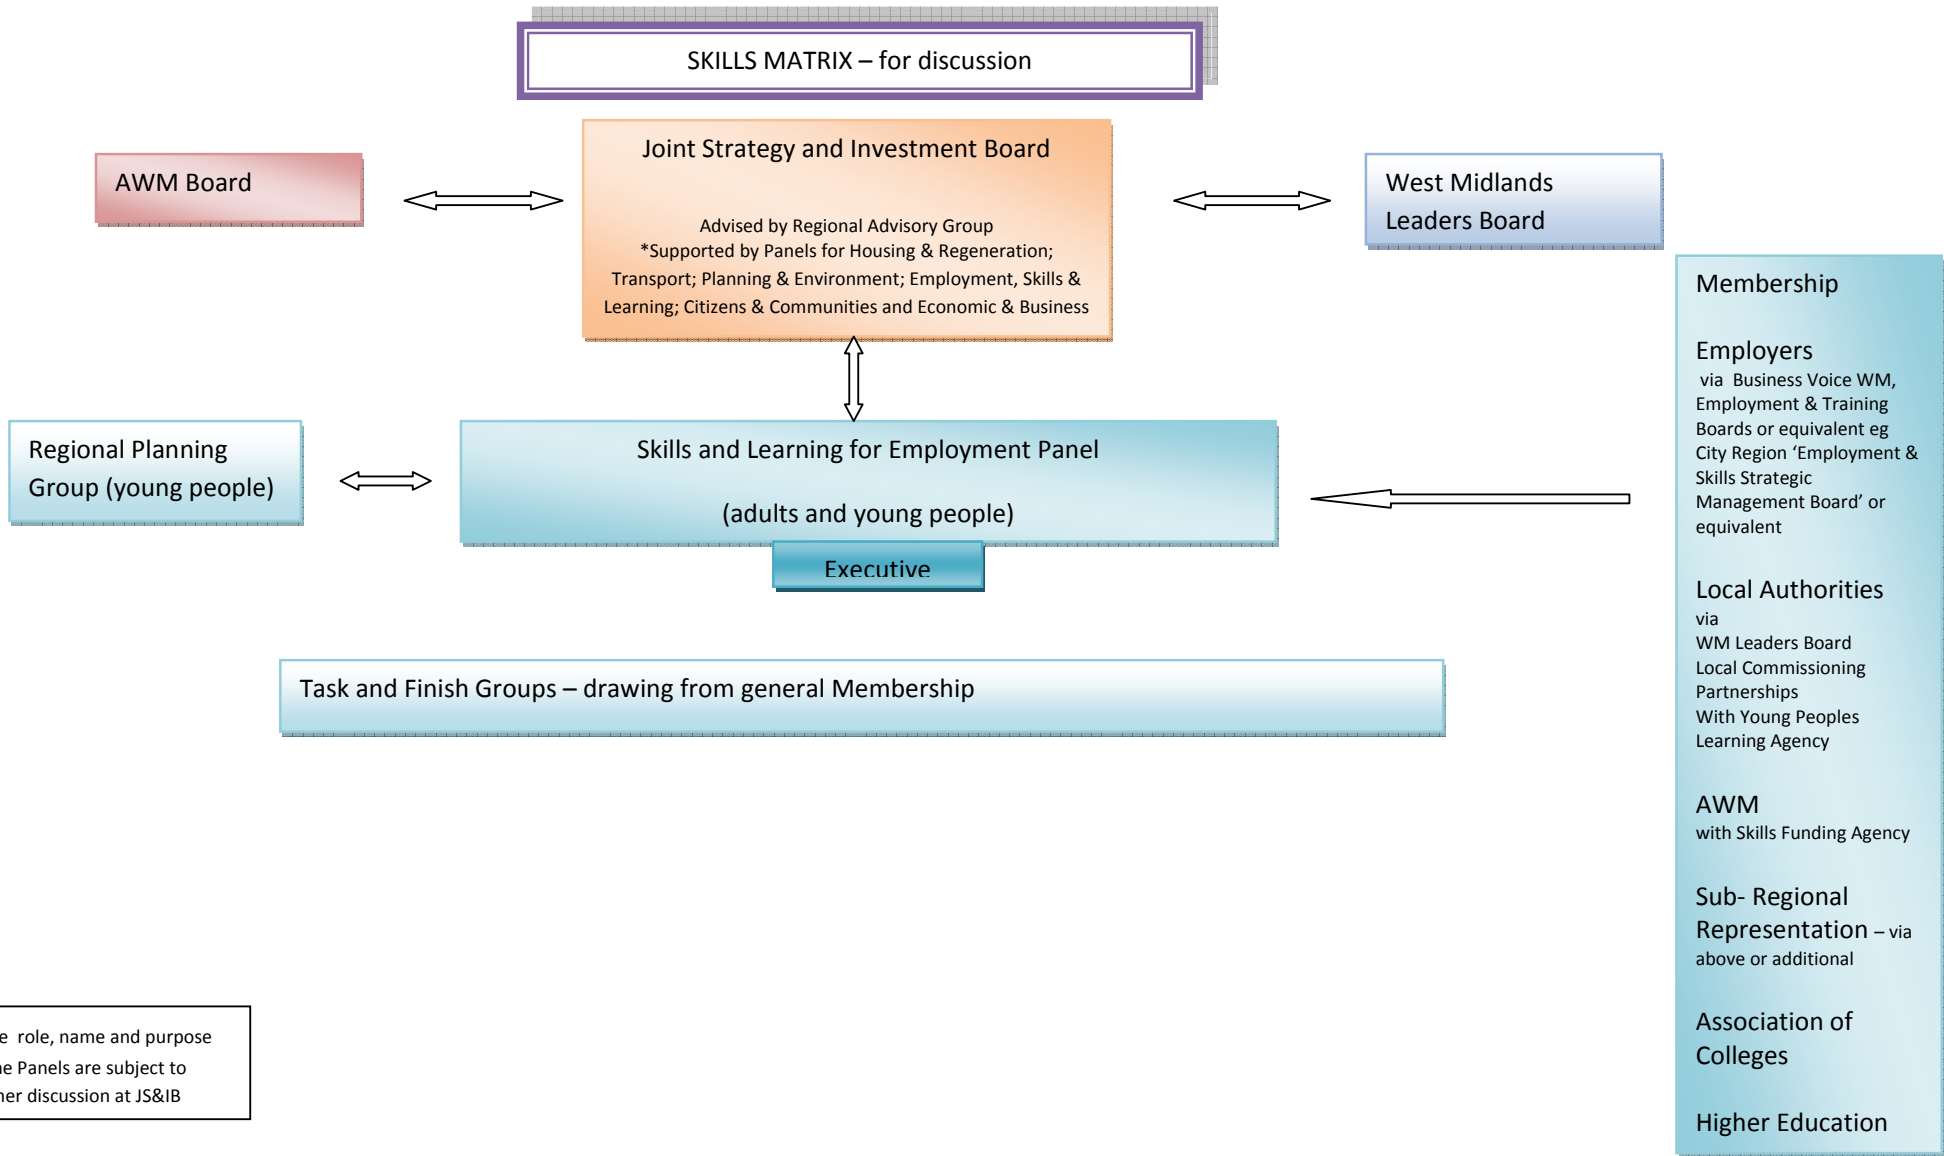 SKILLS MATRIX – for discussion
AWM Board
Joint Strategy and Investment Board
Advised by Regional Advisory Group
*Supported by Panels for Housing & Regeneration;
Transport; Planning & Environment; Employment, Skills &
Learning; Citizens & Communities and Economic & Business
West Midlands
Leaders Board
Regional Planning
Group (young people)
Skills and Learning for Employment Panel
(adults and young people)
Executive
Task and Finish Groups – drawing from general Membership
Membership
Employers
via Business Voice WM,
Employment & Training
Boards or equivalent eg
City Region ‘Employment &
Skills Strategic
Management Board’ or
equivalent
Local Authorities
via
WM Leaders Board
Local Commissioning
Partnerships
With Young Peoples
Learning Agency
AWM
with Skills Funding Agency
Sub- Regional
Representation – via
above or additional
Association of
Colleges
Higher Education
role, name and purpose
Panels are subject to
discussion at JS&IB